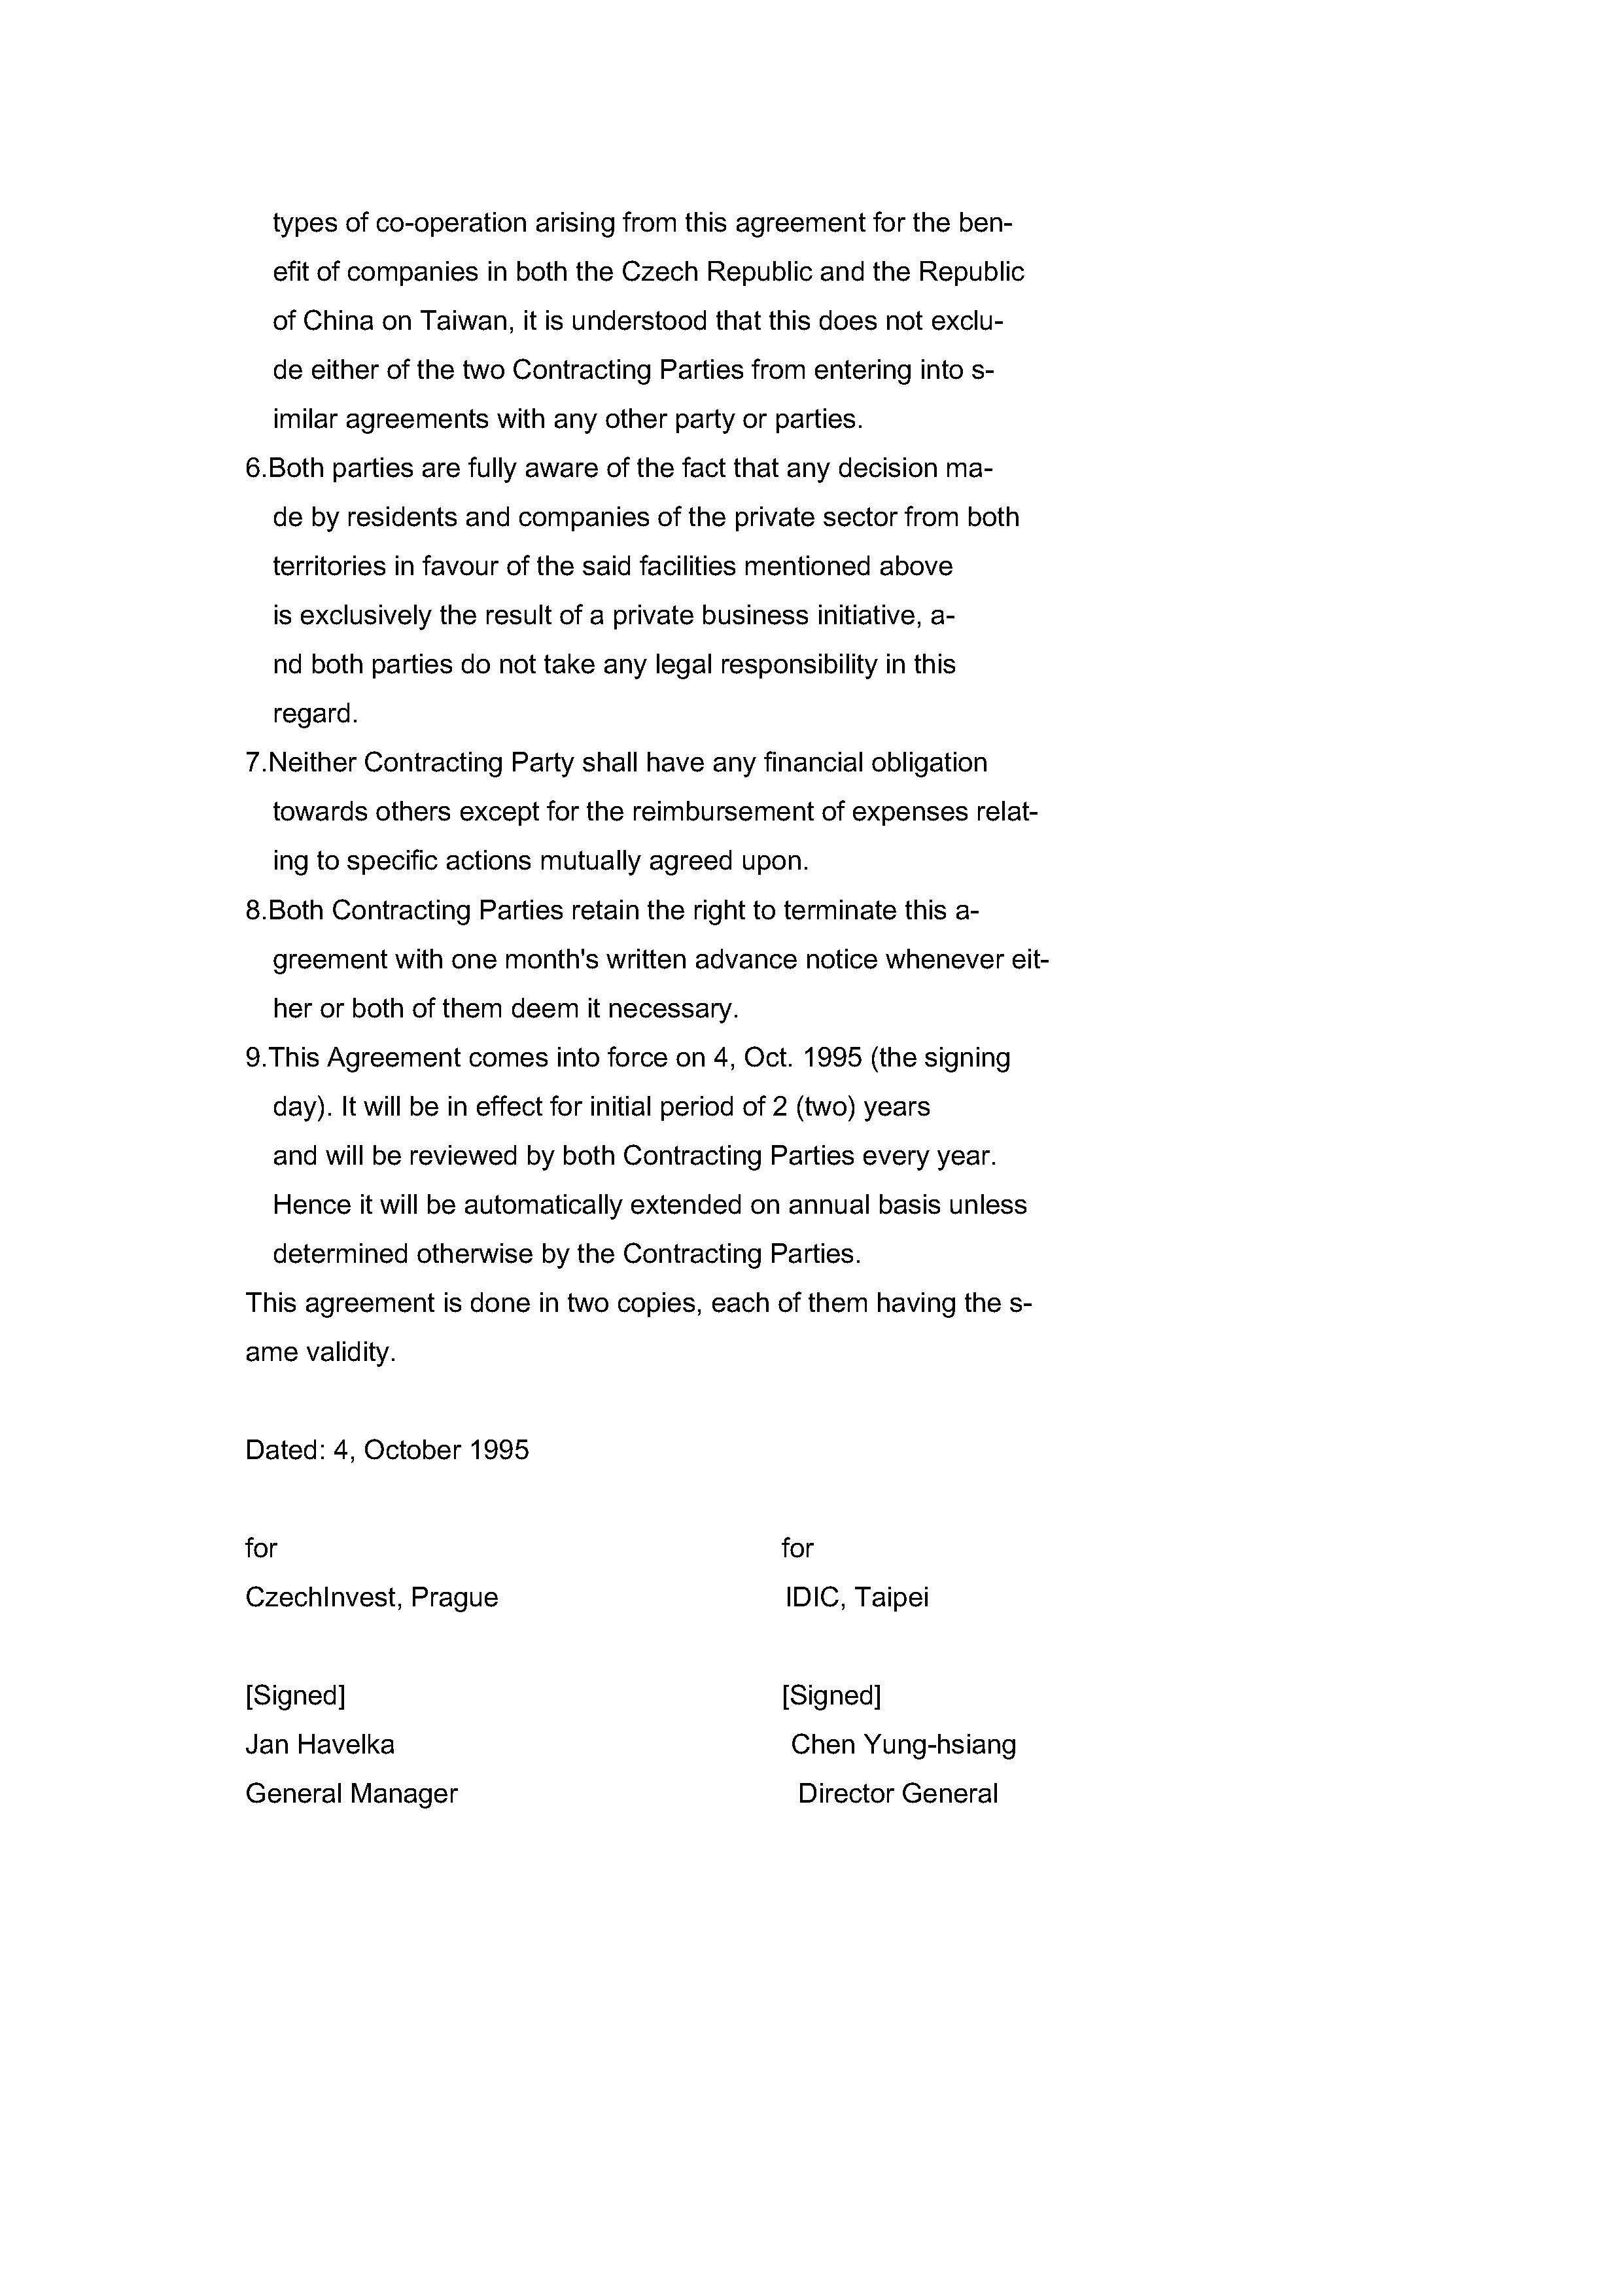 types of co-operation arising from this agreement for the ben-
efit of companies in both the Czech Republic and the Republic
of China on Taiwan, it is understood that this does not exclu-
de either of the two Contracting Parties from entering into s-
imilar agreements with any other party or parties.
6.Both parties are fully aware of the fact that any decision ma-
de by residents and companies of the private sector from both
territories in favour of the said facilities mentioned above
is exclusively the result of a private business initiative, a-
nd both parties do not take any legal responsibility in this
regard.
7.Neither Contracting Party shall have any financial obligation
towards others except for the reimbursement of expenses relat-
ing to specific actions mutually agreed upon.
8.Both Contracting Parties retain the right to terminate this a-
greement with one month's written advance notice whenever eit-
her or both of them deem it necessary.
9.This Agreement comes into force on 4, Oct. 1995 (the signing
day). It will be in effect for initial period of 2 (two) years
and will be reviewed by both Contracting Parties every year.
Hence it will be automatically extended on annual basis unless
determined otherwise by the Contracting Parties.
This agreement is done in two copies, each of them having the s-
ame validity.
Dated: 4, October 1995
for for
CzechInvest, Prague IDIC, Taipei
[Signed] [Signed]
Jan Havelka Chen Yung-hsiang
General Manager Director General